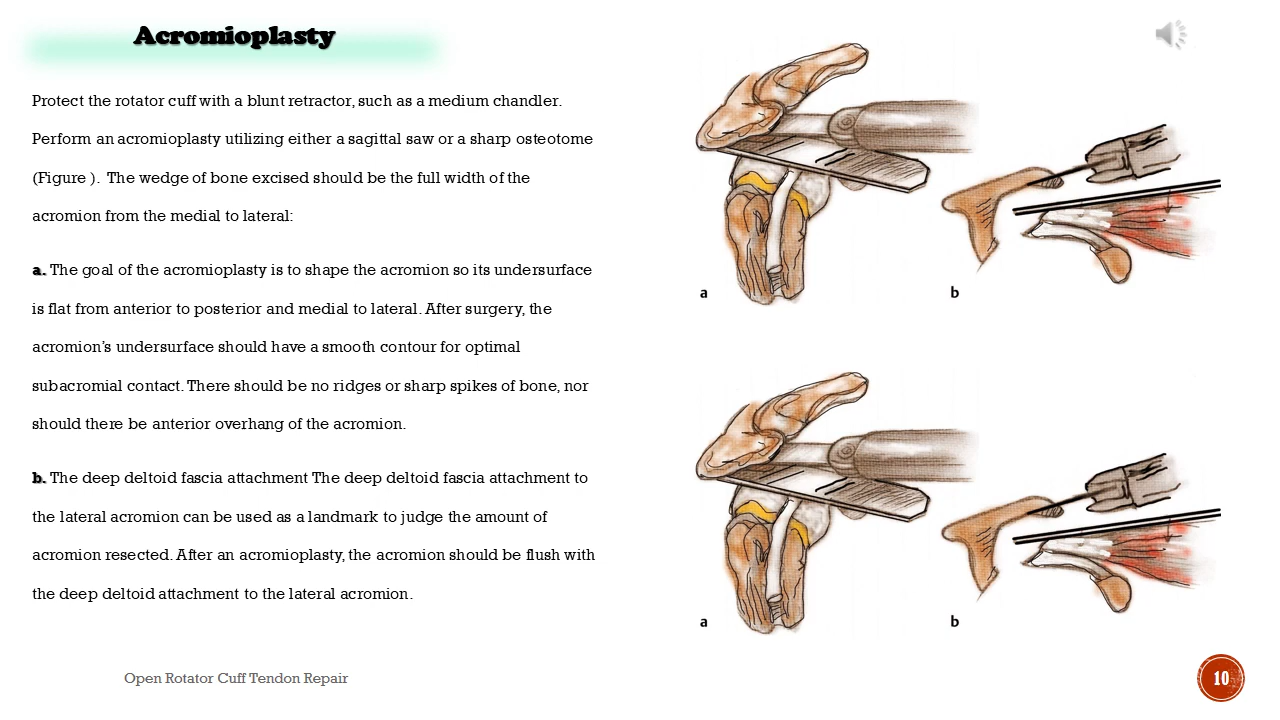 Acromioplasty
Protect the rotator cuff with a blunt retractor, such as a medium chandler.
Perform an acromioplasty utilizing either a sagittal saw or a sharp osteotome
(Figure ). The wedge of bone excised should be the full width of the
acromion from the medial to lateral:
a. The goal of the acromioplasty is to shape the acromion so its undersurface
is flat from anterior to posterior and medial to lateral. After surgery, the
acromion’s undersurface should have a smooth contour for optimal
subacromial contact. There should be no ridges or sharp spikes of bone, nor
should there be anterior overhang of the acromion.
b. The deep deltoid fascia attachment The deep deltoid fascia attachment to
the lateral acromion can be used as a landmark to judge the amount of
acromion resected. After an acromioplasty, the acromion should be flush with
the deep deltoid attachment to the lateral acromion.
a
b
a
b
Open Rotator Cuff Tendon Repair
10